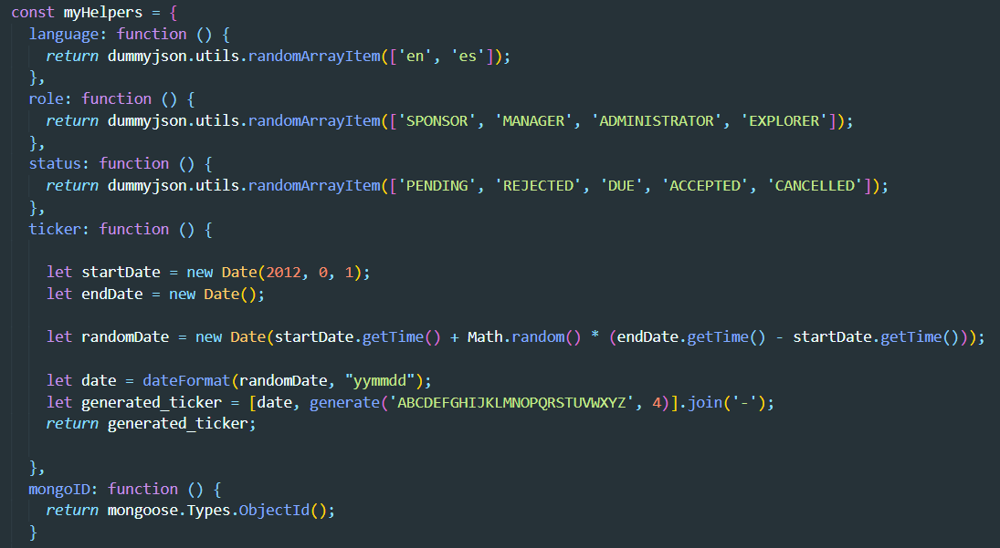 const myHelpers = {
language: function () {
return dummyjson.utils.randomArrayItem(['en', 'es']);
},
role: function () {
return dummyjson.utils.randomArrayItem(['SPONSOR', 'MANAGER', 'ADMINISTRATOR', 'EXPLORER']);
},
status: function () {
return dummyjson.utils.randomArrayItem(['PENDING', 'REJECTED', 'DUE', 'ACCEPTED', 'CANCELLED']);
},
ticker: function () {
let startDate = new Date(2012, 0, 1);
let endDate = new Date();
let randomDate = new Date(startDate.getTime() + Math.random() * (endDate.getTime() - startDate.getTime()));
let date = dateFormat(randomDate, "yymmdd");
let generated_ticker = [date, generate('ABCDEFGHIJKLMNOPQRSTUVWXYZ', 4)].join('-');
return generated_ticker;
},
mongoID: function () {
return mongoose.Types.ObjectId();
}